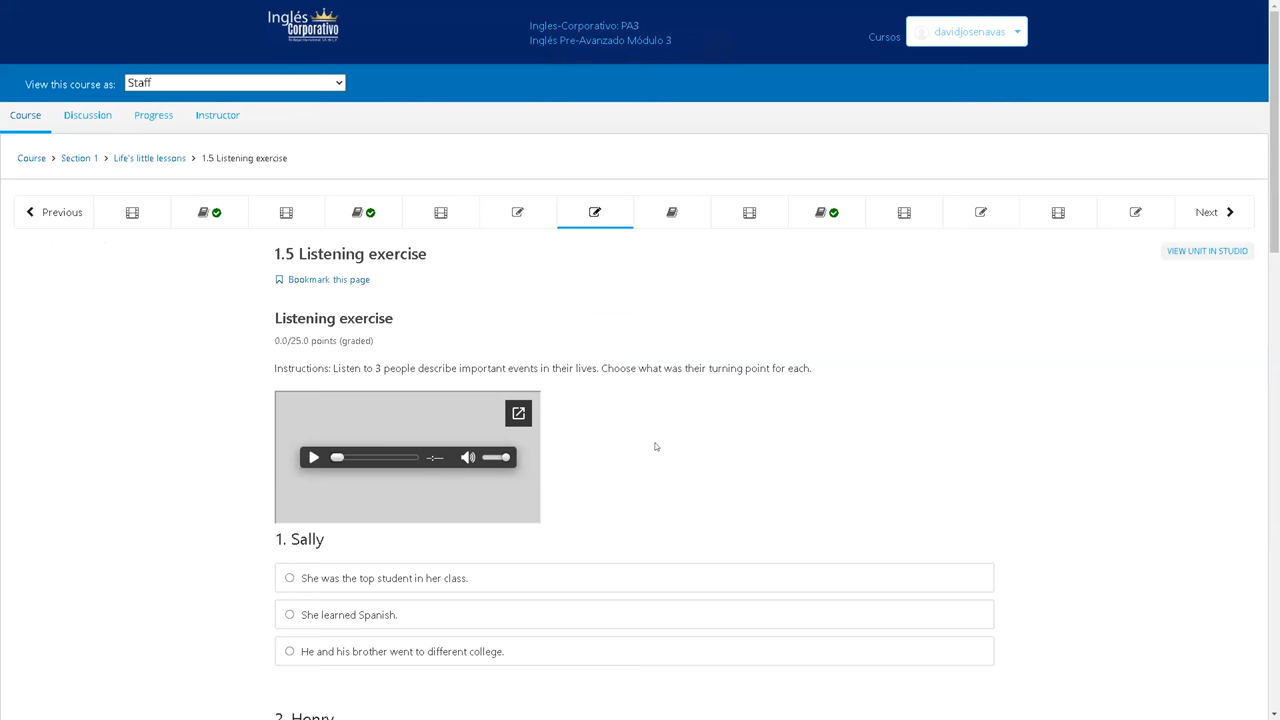 Inglés
Corporativo
Ingles-Corporativo: PA3
Inglés Pre-Avanzado Módulo 3
Cursos
davidjosenavas
View this course as:
Staff
Course
Discussion
Progress
Instructor
Course > Section 1 > Life's little lessons > 1.5 Listening exercise
Previous
Next
1.5 Listening exercise
VIEW UNIT IN STUDIO
Bookmark this page
Listening exercise
0.0/25.0 points (graded)
Instructions: Listen to 3 people describe important events in their lives. Choose what was their turning point for each.
-:--
1. Sally
She was the top student in her class.
She learned Spanish.
He and his brother went to different college.
2. Henry